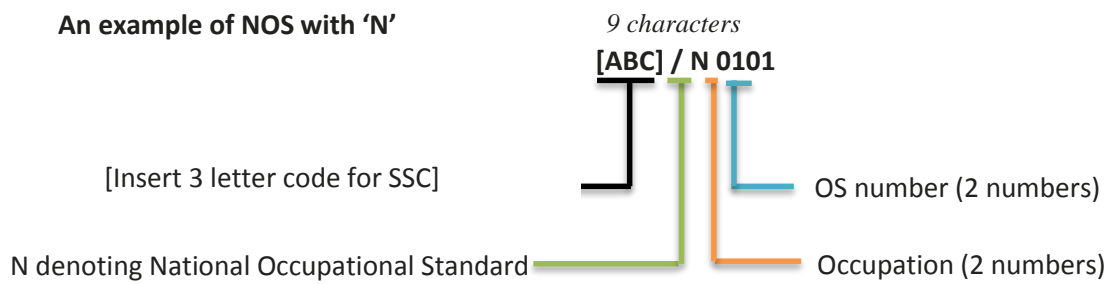 An example of NOS with ‘N’
9 characters
[ABC] / N 0101
[Insert 3 letter code for SSC]
OS number (2 numbers)
N denoting National Occupational Standard
Occupation (2 numbers)